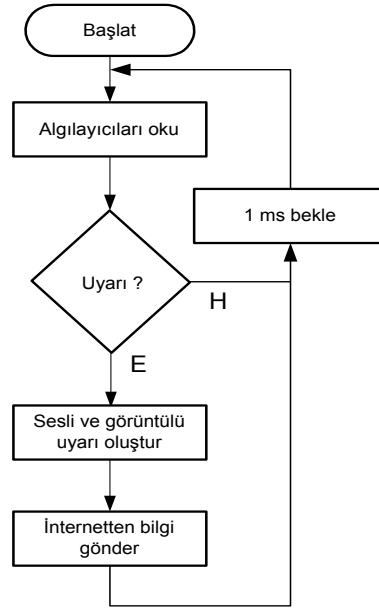 Başlat
Algılayıcıları oku
1 ms bekle
Uyarı ?
H
E
Sesli ve görüntülü
uyarı oluştur
İnternetten bilgi
gönder